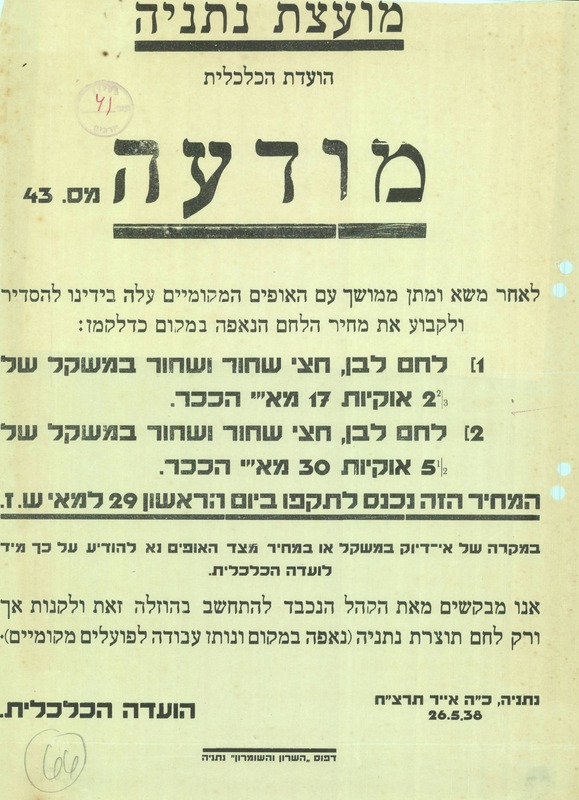 מועצת נתניה
הועדת הכלכלית
41
מודעה מס. 43
לאחר משא ומתן ממושך עם האופים המקומיים עלה בידינו להסדיר
ולקבוע את מחיר הלחם הנאפה במקום כדלקמן:
1] לחם לבן, חצי שחור ושחור במשקל של
2 2/3 אוקיות 17 מא״י הככר.
2] לחם לבן, חצי שחור ושחור במשקל של
5 1/2 אוקיות 30 מא״י הככר.
המחיר הזה נכנס לתקפו ביום הראשון 29 למאי ש.ז.
במקרה של אי־דיוק במשקל או במחיר מצד האופים נא להודיע על כך מיד
לועדה הכלכלית.
אנו מבקשים מאת הקהל הנכבד להתחשב בהוזלה זאת ולקנות אך
ורק לחם תוצרת נתניה (נאפה במקום ונותן עבודה לפועלים מקומיים).
נתניה, כ״ה אייר תרצ״ח
26.5.38
הועדה הכלכלית.
דפוס „השרון והשומרון" נתניה
66